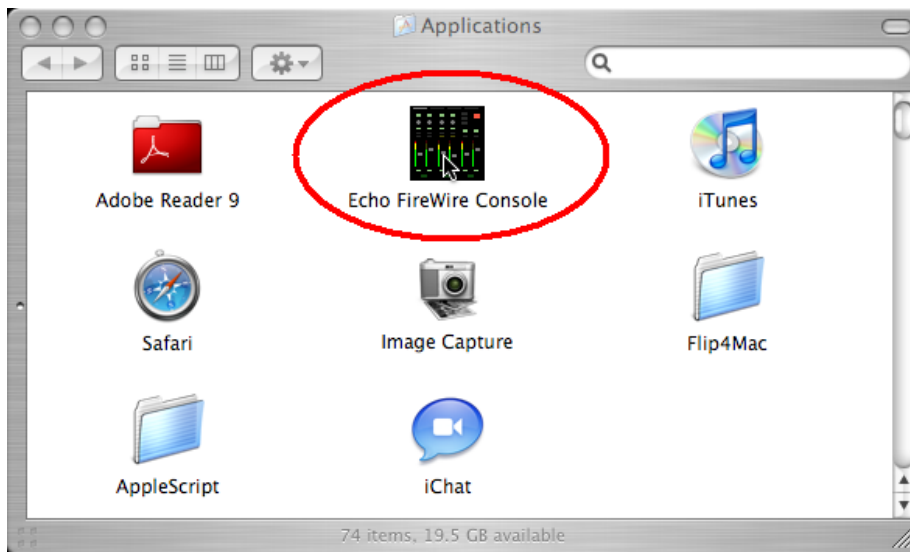 Applications
Adobe Reader 9
Echo FireWire Console
iTunes
Safari
Image Capture
Flip4Mac
AppleScript
iChat
74 items, 19.5 GB available